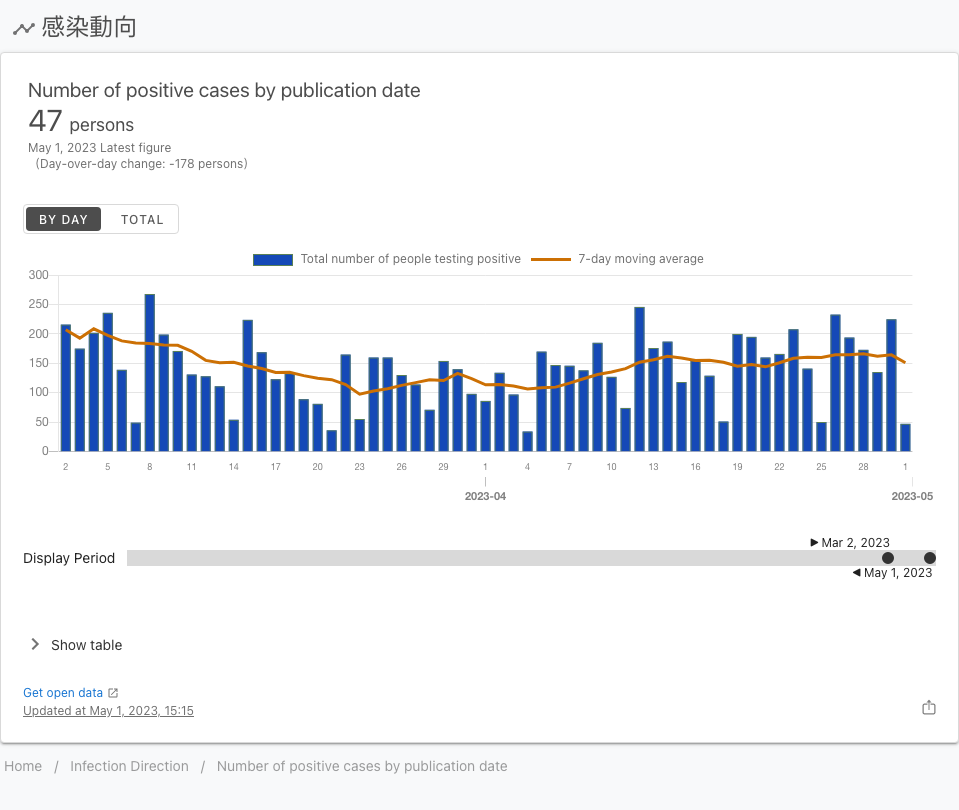 感染動向
Number of positive cases by publication date
47 persons
May 1, 2023 Latest figure
(Day-over-day change: -178 persons)
BY DAY TOTAL
Total number of people testing positive 7-day moving average
300
250
200
150
100
50
0
2 5 8 11 14 17 20 23 26 29 1 4 7 10 13 16 19 22 25 28 1
2023-04 2023-05
Mar 2, 2023
Display Period
May 1, 2023
Show table
Get open data
Updated at May 1, 2023, 15:15
Home / Infection Direction / Number of positive cases by publication date